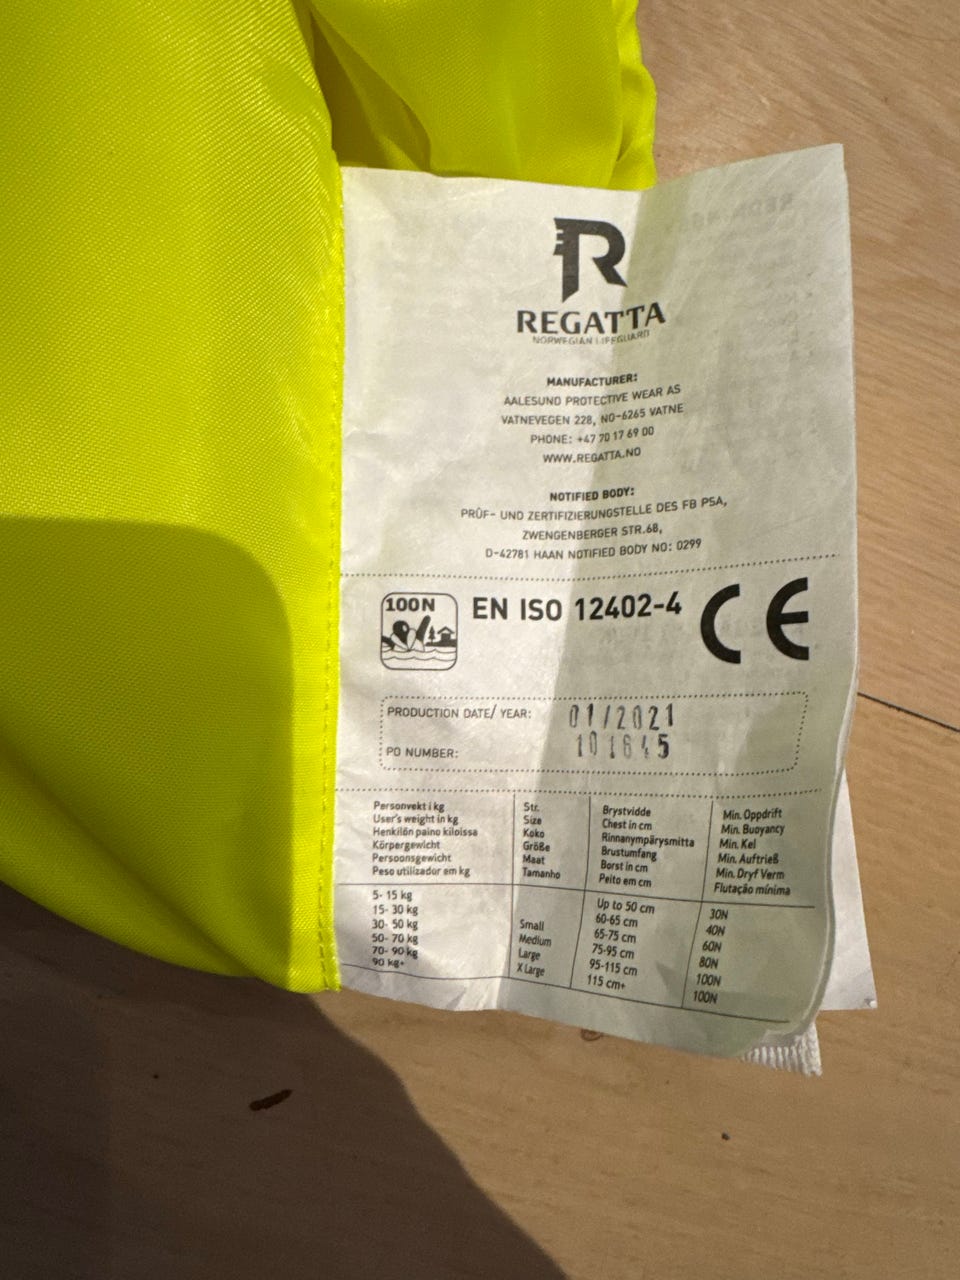 R
REGATTA
NORWEGIAN LIFEGUARD
MANUFACTURER:
AALESUND PROTECTIVE WEAR AS
VATNEVEGEN 228, NO-6265 VATNE
PHONE: +47 70 17 69 00
WWW.REGATTA.NO
NOTIFIED BODY:
PRÜF- UND ZERTIFIZIERUNGSTELLE DES FB PSA,
ZWENGENBERGER STR.68,
D-42781 HAAN NOTIFIED BODY NO: 0299
100N
EN ISO 12402-4 CE
PRODUCTION DATE/ YEAR: 01/2021
PO NUMBER: 101645
Personvekt i kg Str. Brystvidde Min. Oppdrift
User's weight in kg Size Chest in cm Min. Buoyancy
Henkilön paino kiloissa Koko Rinnanympärysmitta Min. Kel
Körpergewicht Größe Brustumfang Min. Auftrieß
Persoonsgewicht Maat Borst in cm Min. Dryf Verm
Peso utilizador em kg Tamanho Peito em cm Flutação mínima
5- 15 kg Up to 50 cm 30N
15- 30 kg 60-65 cm 40N
30- 50 kg Small 65-75 cm 60N
50- 70 kg Medium 75-95 cm 80N
70- 90 kg Large 95-115 cm 100N
90 kg+ X Large 115 cm+ 100N